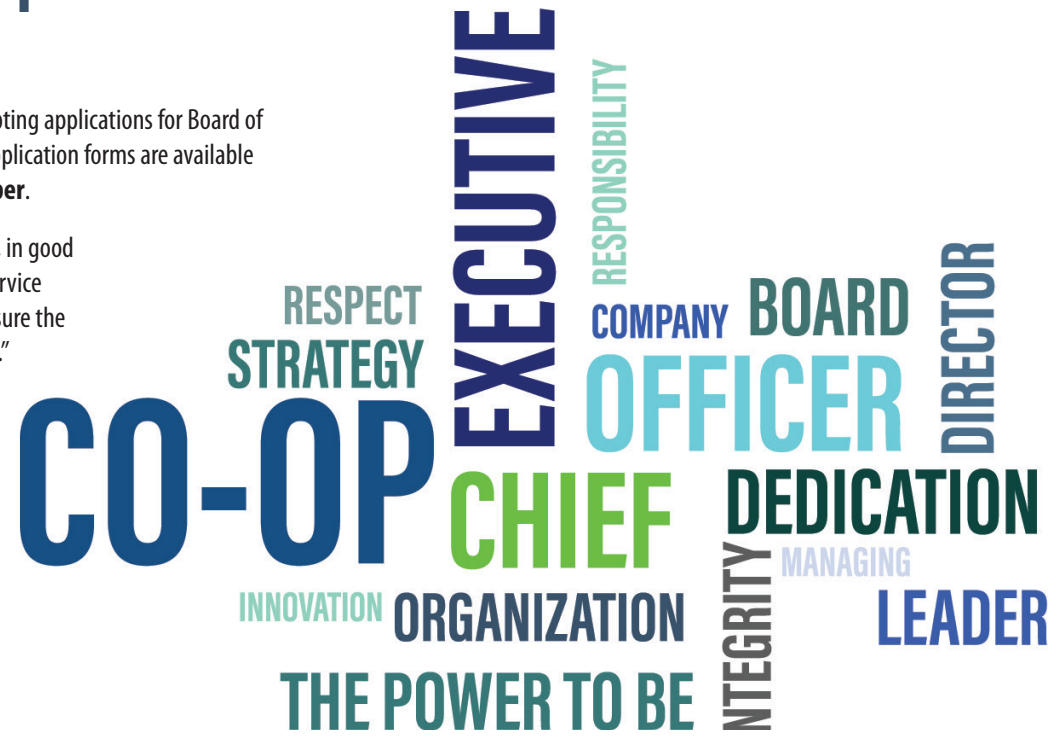 pting applications for Board of
plication forms are available
ber.
in good
rvice
sure the
."
EXECUTIVE
RESPONSIBILITY
RESPECT
STRATEGY
COMPANY
BOARD
OFFICER
DIRECTOR
CO-OP
CHIEF
DEDICATION
MANAGING
INTEGRITY
INNOVATION
ORGANIZATION
LEADER
THE POWER TO BE